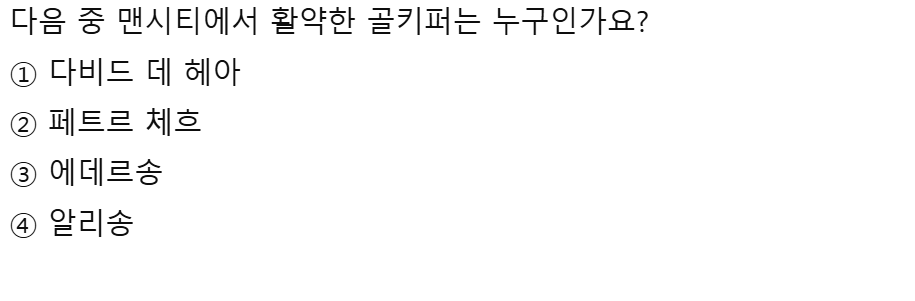 다음 중 맨시티에서 활약한 골키퍼는 누구인가요?
① 다비드 데 헤아
② 페트르 체흐
③ 에데르송
④ 알리송